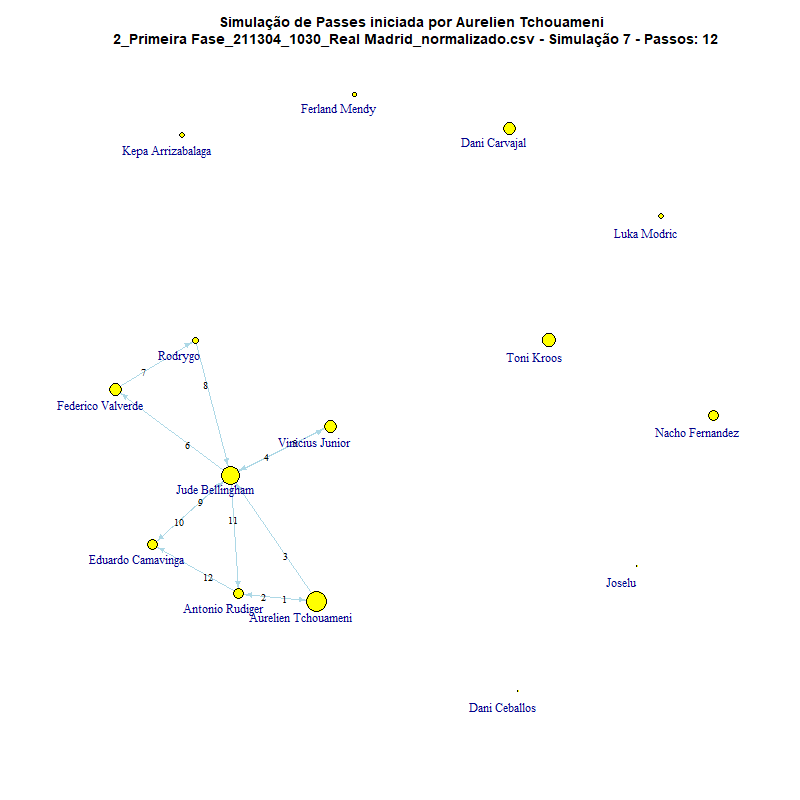 Simulação de Passes iniciada por Aurelien Tchouameni
2_Primeira Fase_211304_1030_Real Madrid_normalizado.csv - Simulação 7 - Passos: 12
Ferland Mendy
Kepa Arrizabalaga
Dani Carvajal
Luka Modric
Rodrygo
Toni Kroos
7
8
Federico Valverde
Nacho Fernandez
Vinicius Junior
6
4
Jude Bellingham
9
10
11
Eduardo Camavinga
3
12
Joselu
2
1
Antonio Rudiger
Aurelien Tchouameni
Dani Ceballos